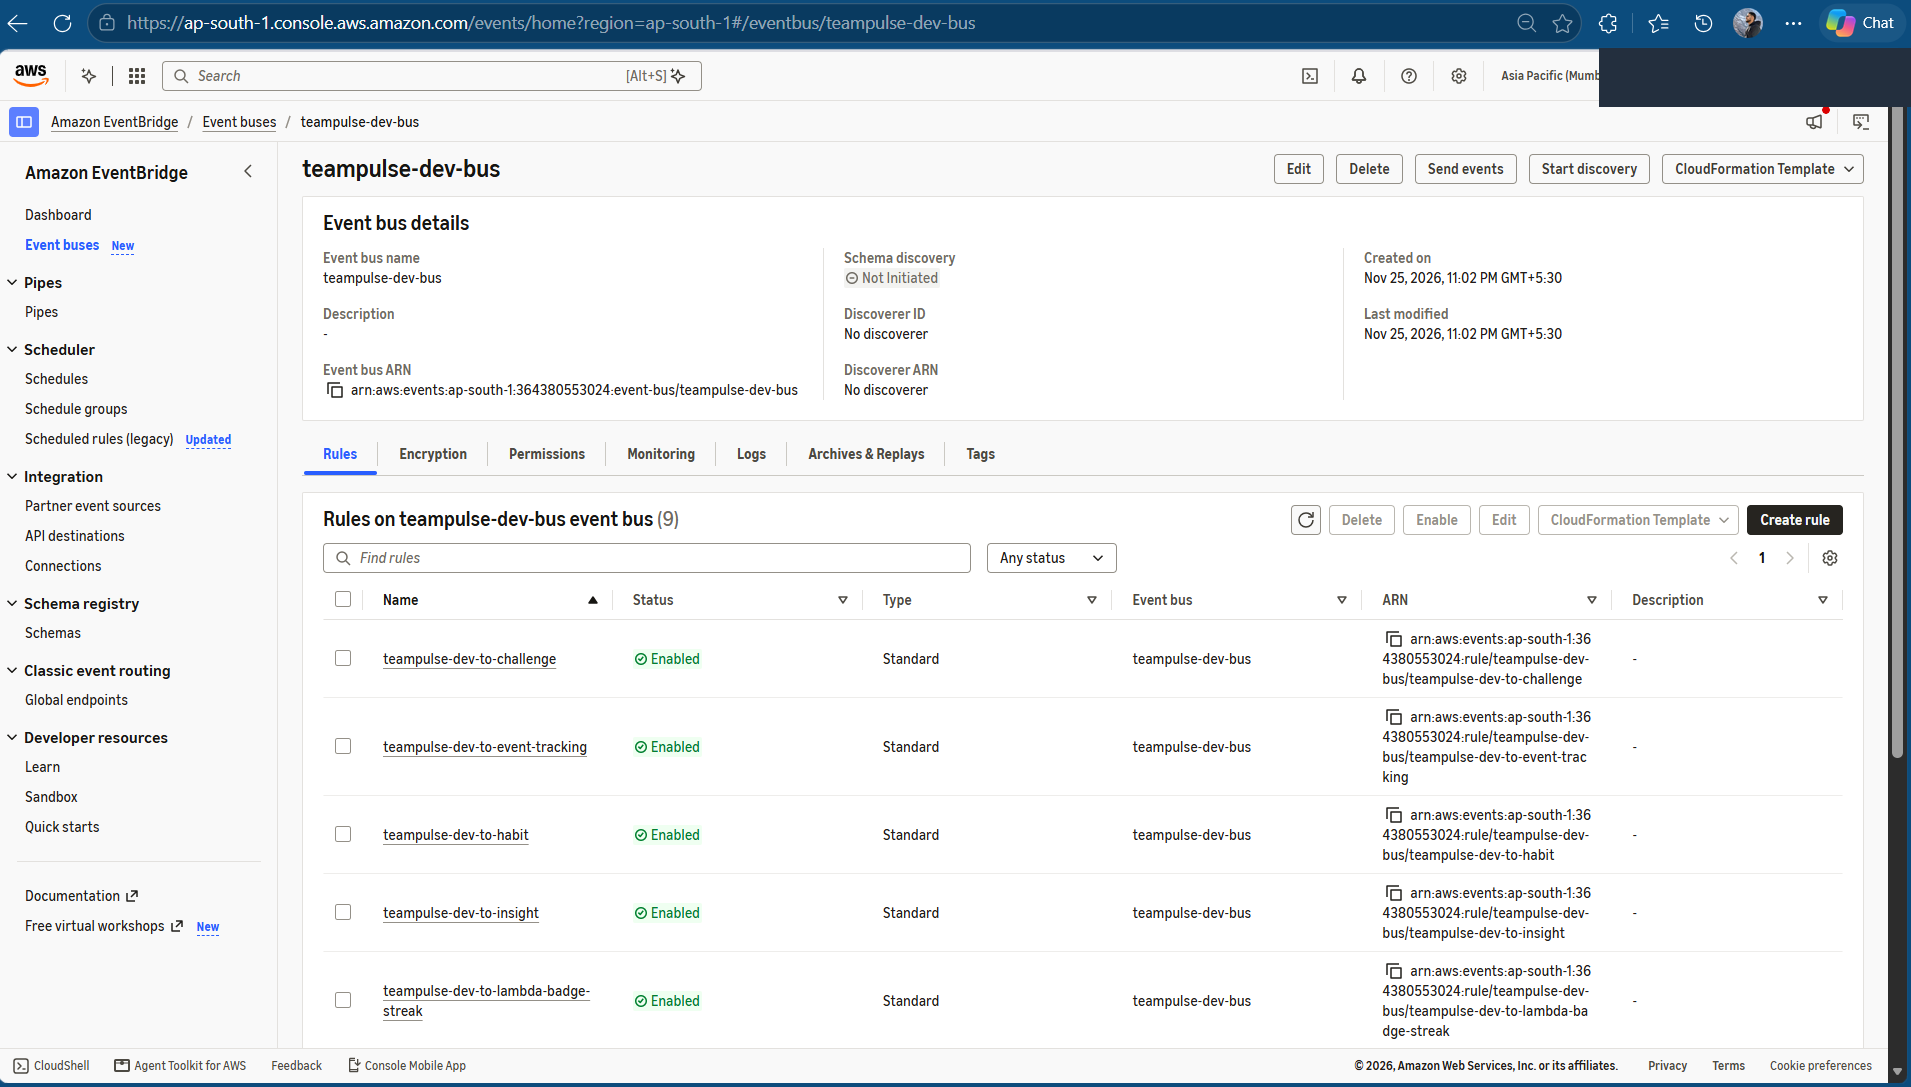 https://ap-south-1.console.aws.amazon.com/events/home?region=ap-south-1#/eventbus/teampulse-dev-bus
Chat
aws
Search
[Alt+S]
Asia Pacific (Mumb
Amazon EventBridge / Event buses / teampulse-dev-bus
Amazon EventBridge
Dashboard
Event buses New
Pipes
Pipes
Scheduler
Schedules
Schedule groups
Scheduled rules (legacy) Updated
Integration
Partner event sources
API destinations
Connections
Schema registry
Schemas
Classic event routing
Global endpoints
Developer resources
Learn
Sandbox
Quick starts
Documentation
Free virtual workshops New
teampulse-dev-bus
Edit Delete Send events Start discovery CloudFormation Template
Event bus details
Event bus name
teampulse-dev-bus
Description
-
Event bus ARN
arn:aws:events:ap-south-1:364380553024:event-bus/teampulse-dev-bus
Schema discovery
Not Initiated
Discoverer ID
No discoverer
Discoverer ARN
No discoverer
Created on
Nov 25, 2026, 11:02 PM GMT+5:30
Last modified
Nov 25, 2026, 11:02 PM GMT+5:30
Rules Encryption Permissions Monitoring Logs Archives & Replays Tags
Rules on teampulse-dev-bus event bus (9)
Delete Enable Edit CloudFormation Template Create rule
Find rules
Any status
1
Name Status Type Event bus ARN Description
teampulse-dev-to-challenge Enabled Standard teampulse-dev-bus
arn:aws:events:ap-south-1:36
4380553024:rule/teampulse-dev-
bus/teampulse-dev-to-challenge
-
teampulse-dev-to-event-tracking Enabled Standard teampulse-dev-bus
arn:aws:events:ap-south-1:36
4380553024:rule/teampulse-dev-
bus/teampulse-dev-to-event-trac
king
-
teampulse-dev-to-habit Enabled Standard teampulse-dev-bus
arn:aws:events:ap-south-1:36
4380553024:rule/teampulse-dev-
bus/teampulse-dev-to-habit
-
teampulse-dev-to-insight Enabled Standard teampulse-dev-bus
arn:aws:events:ap-south-1:36
4380553024:rule/teampulse-dev-
bus/teampulse-dev-to-insight
-
teampulse-dev-to-lambda-badge-
streak
Enabled Standard teampulse-dev-bus
arn:aws:events:ap-south-1:36
4380553024:rule/teampulse-dev-
bus/teampulse-dev-to-lambda-ba
dge-streak
-
CloudShell Agent Toolkit for AWS Feedback Console Mobile App
© 2026, Amazon Web Services, Inc. or its affiliates. Privacy Terms Cookie preferences